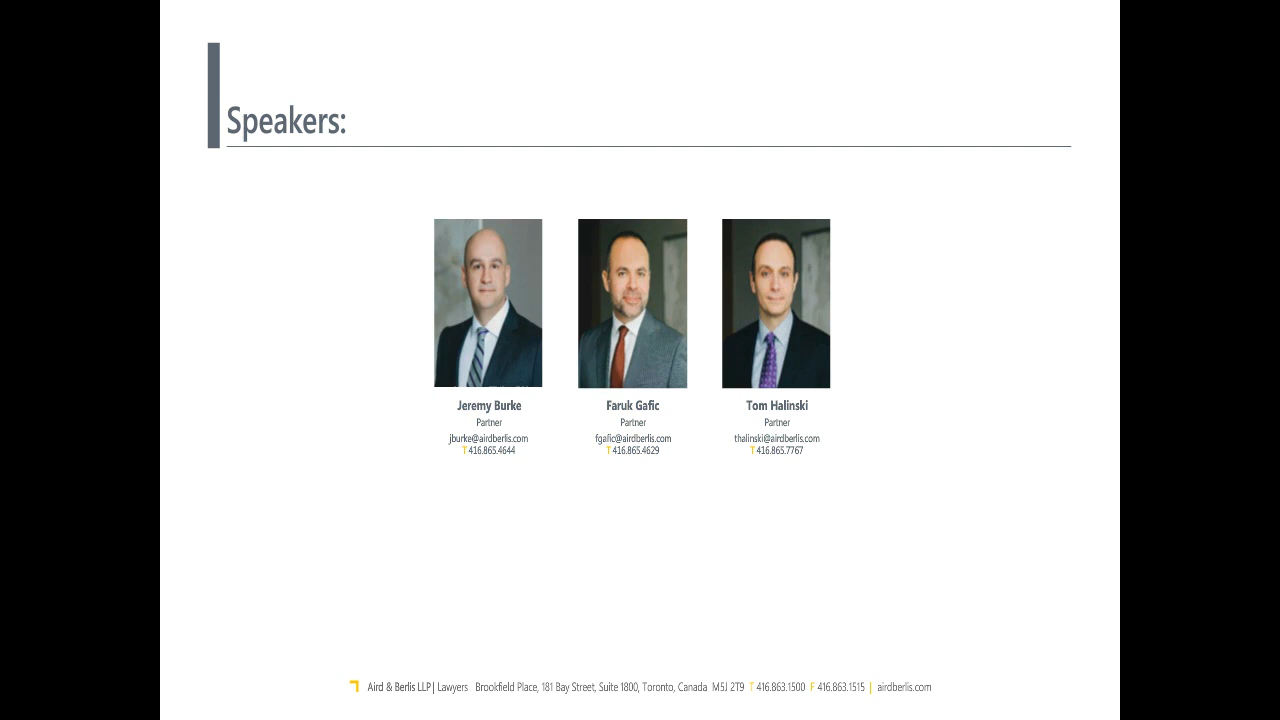 Speakers:
Jeremy Burke
Partner
jburke@airdberlis.com
T 416.865.4644
Faruk Gafic
Partner
fgafic@airdberlis.com
T 416.865.4629
Tom Halinski
Partner
thalinski@airdberlis.com
T 416.865.7767
Aird & Berlis LLP | Lawyers Brookfield Place, 181 Bay Street, Suite 1800, Toronto, Canada M5J 2T9 T 416.863.1500 F 416.863.1515 | airdberlis.com